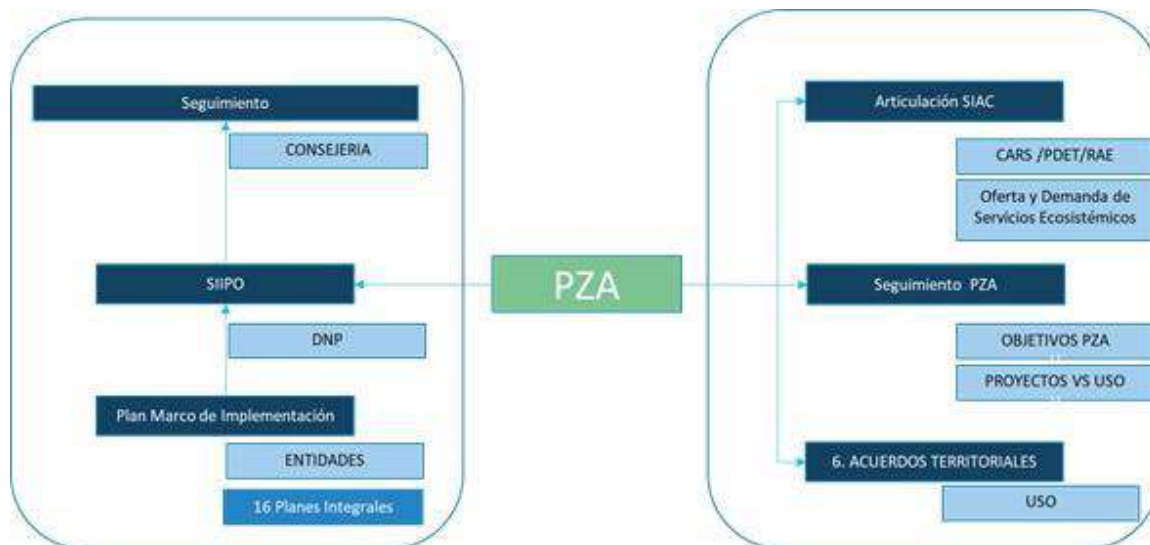 Seguimiento
CONSEJERIA
SIIPO
DNP
Plan Marco de Implementación
ENTIDADES
16 Planes Integrales
PZA
Articulación SIAC
CARS /PDET/RAE
Oferta y Demanda de
Servicios Ecosistémicos
Seguimiento PZA
OBJETIVOS PZA
PROYECTOS VS USO
6. ACUERDOS TERRITORIALES
USO